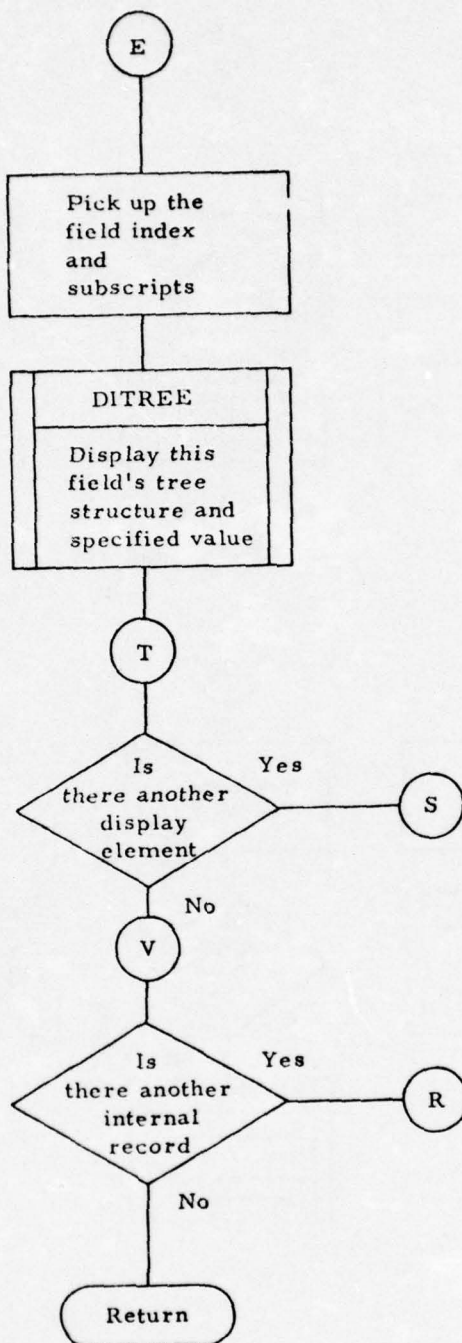 E
Pick up the
field index
and
subscripts
DITREE
Display this
field's tree
structure and
specified value
T
Is
there another
display
element
Yes
S
No
V
Is
there another
internal
record
Yes
R
No
Return